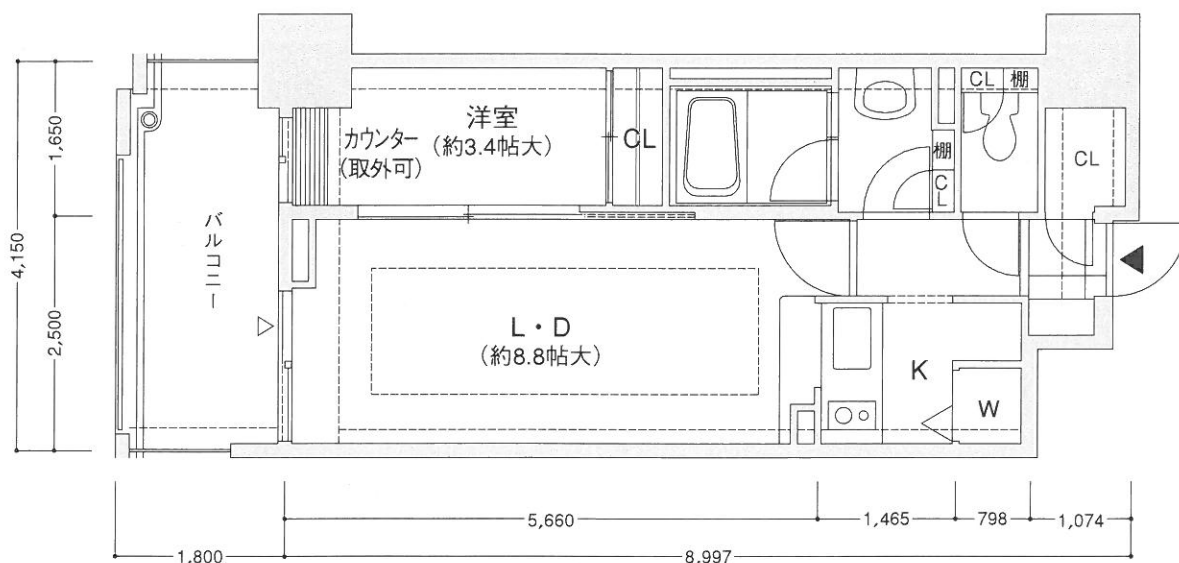 洋室
(約3.4帖大)
カウンター
(取外可)
CL
棚
CL
CL
棚
CL
バルコニー
L・D
(約8.8帖大)
K
W
4,150
1,650
2,500
5,660
1,465
798
1,074
1,800
8,997